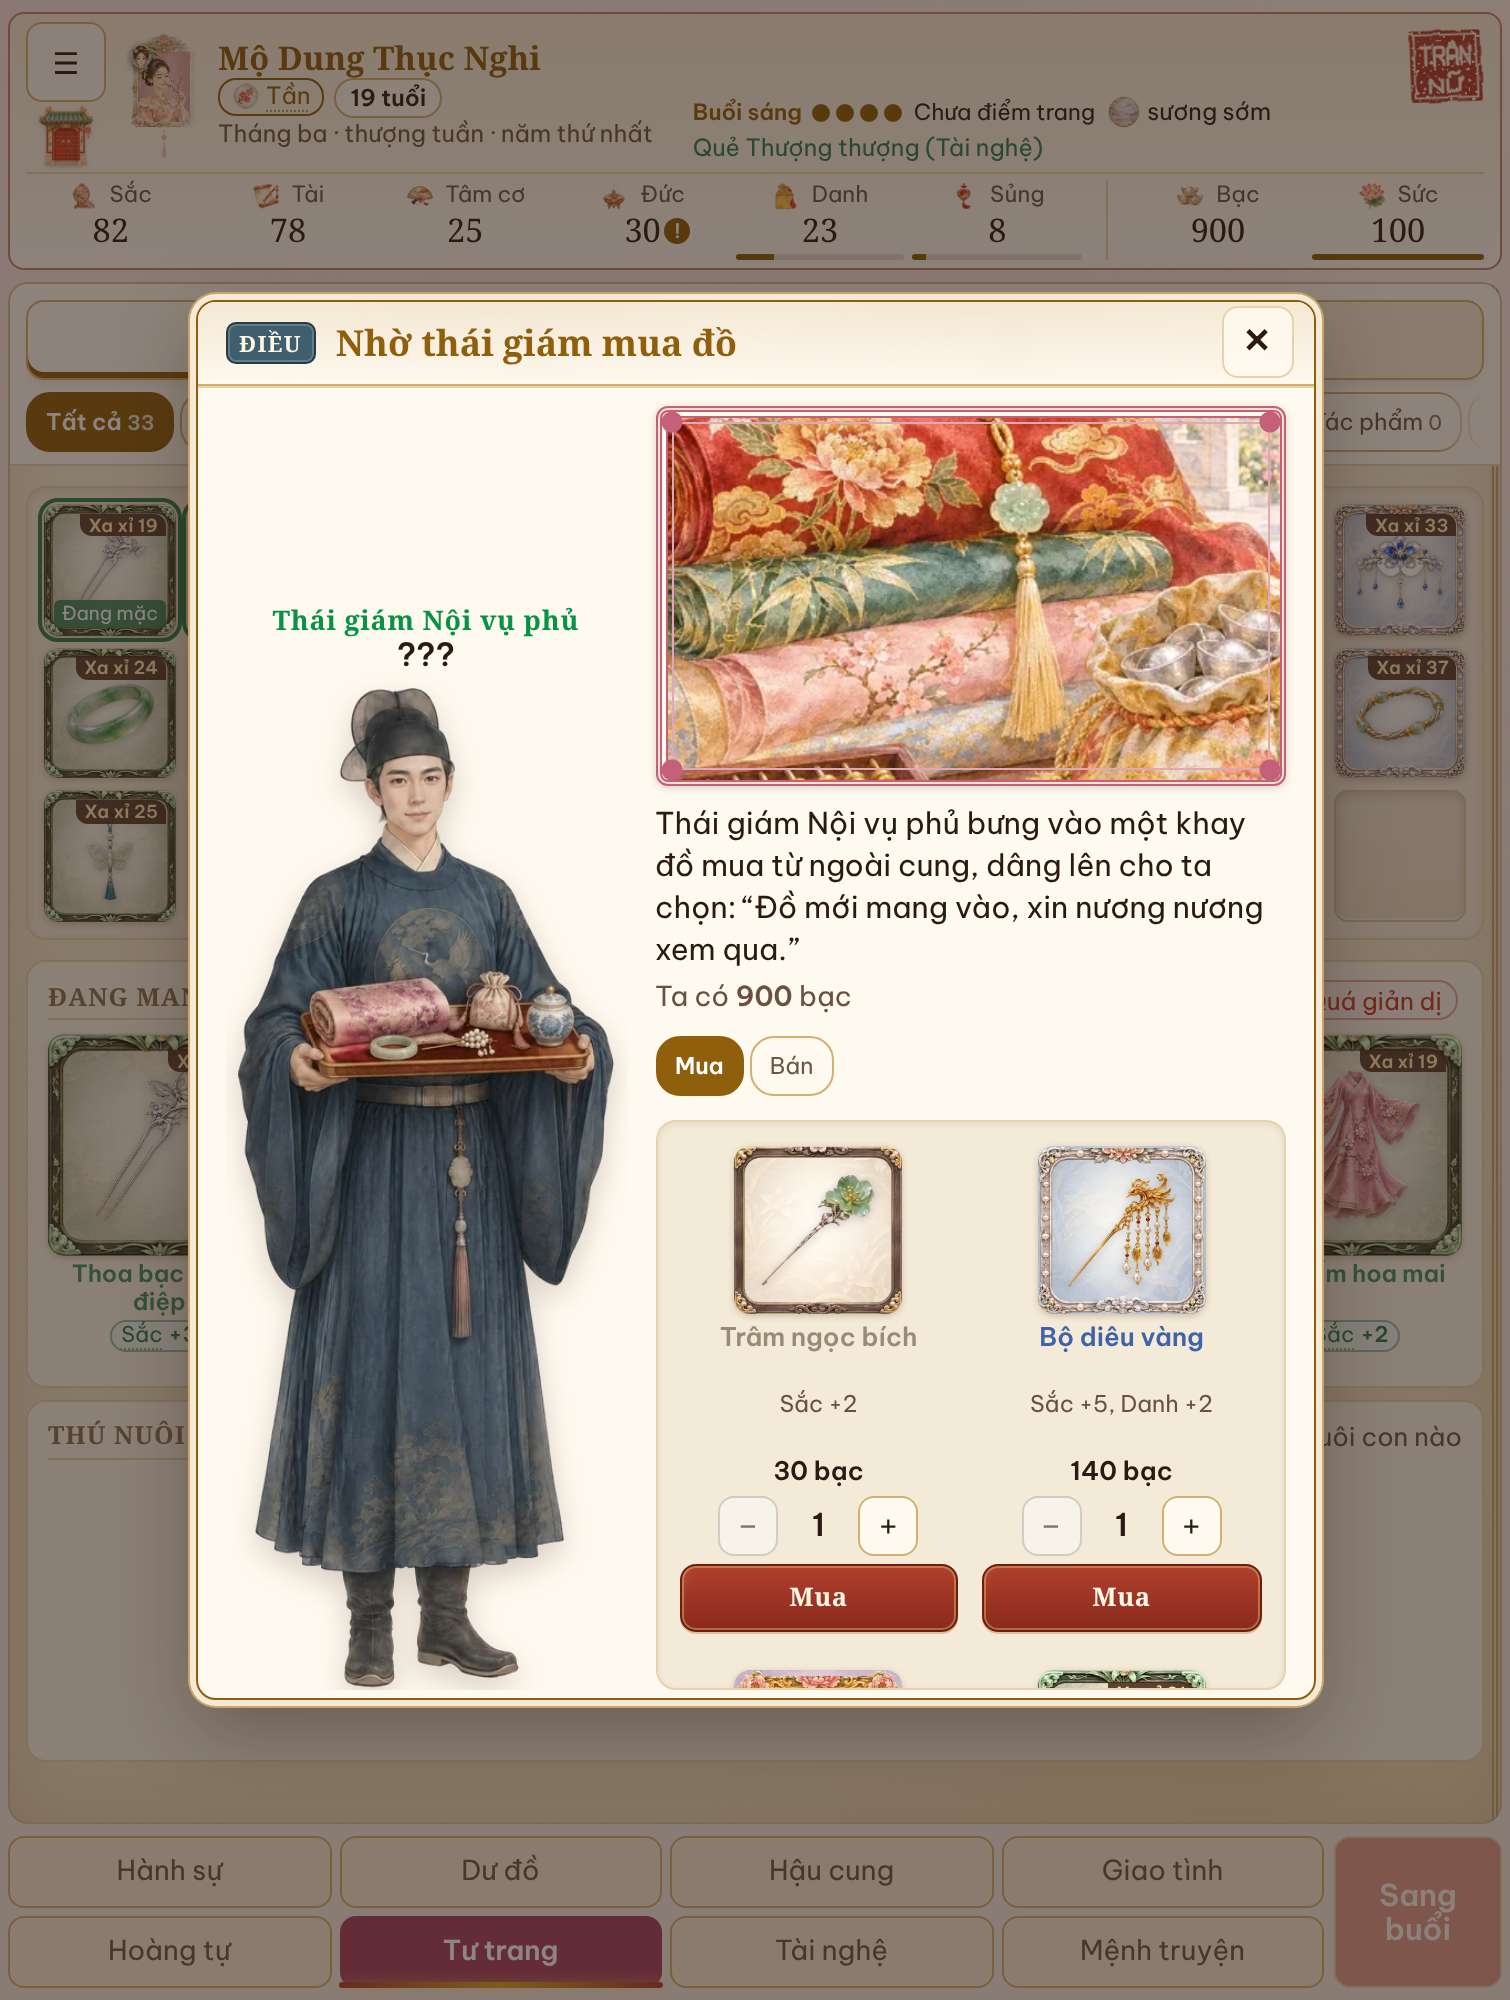 ☰
Mộ Dung Thục Nghi
TRÂN NỮ
Tần
19 tuổi
Tháng ba · thượng tuần · năm thứ nhất
Buổi sáng
Chưa điểm trang
sương sớm
Quẻ Thượng thượng (Tài nghệ)
Sắc Tài Tâm cơ Đức Danh Sủng Bạc Sức
82 78 25 30 ! 23 8 900 100
ĐIỀU Nhờ thái giám mua đồ ✕
Tất cả 33
Tác phẩm 0
Xa xỉ 19
Đang mặc
Xa xỉ 24
Xa xỉ 25
Xa xỉ 33
Xa xỉ 37
Thái giám Nội vụ phủ
???
Thái giám Nội vụ phủ bưng vào một khay
đồ mua từ ngoài cung, dâng lên cho ta
chọn: “Đồ mới mang vào, xin nương nương
xem qua.”
Ta có 900 bạc
Mua Bán
Trâm ngọc bích
Sắc +2
30 bạc
− 1 +
Mua
Bộ diêu vàng
Sắc +5, Danh +2
140 bạc
− 1 +
Mua
ĐANG
Thoa bạc
điệp
Sắc
giản dị
Xa xỉ 19
hoa mai
Sắc +2
THÚ NUÔI
con nào
Hành sự Dư đồ Hậu cung Giao tình
Hoàng tự Tư trang Tài nghệ Mệnh truyện
Sang
buổi